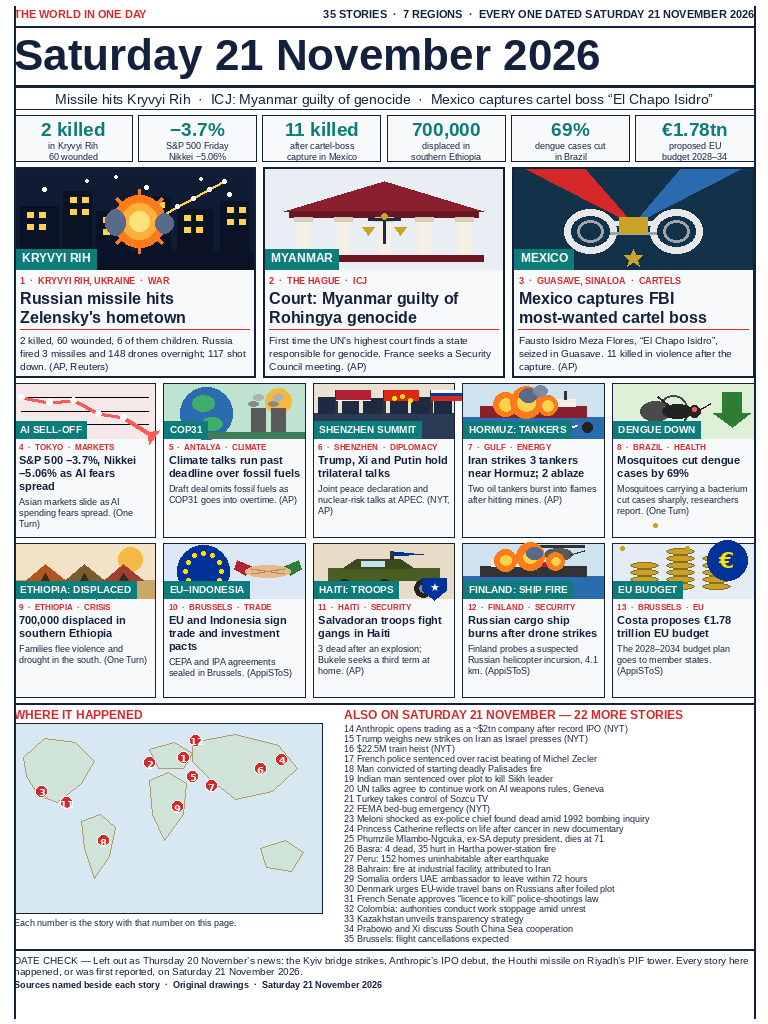 THE WORLD IN ONE DAY
35 STORIES · 7 REGIONS · EVERY ONE DATED SATURDAY 21 NOVEMBER 2026
Saturday 21 November 2026
Missile hits Kryvyi Rih · ICJ: Myanmar guilty of genocide · Mexico captures cartel boss “El Chapo Isidro”
2 killed
in Kryvyi Rih
60 wounded
−3.7%
S&P 500 Friday
Nikkei −5.06%
11 killed
after cartel-boss
capture in Mexico
700,000
displaced in
southern Ethiopia
69%
dengue cases cut
in Brazil
€1.78tn
proposed EU
budget 2028–34
KRYVYI RIH
1 · KRYVYI RIH, UKRAINE · WAR
Russian missile hits
Zelensky's hometown
2 killed, 60 wounded, 6 of them children. Russia
fired 3 missiles and 148 drones overnight; 117 shot
down. (AP, Reuters)
MYANMAR
2 · THE HAGUE · ICJ
Court: Myanmar guilty of
Rohingya genocide
First time the UN's highest court finds a state
responsible for genocide. France seeks a Security
Council meeting. (AP)
MEXICO
3 · GUASAVE, SINALOA · CARTELS
Mexico captures FBI
most-wanted cartel boss
Fausto Isidro Meza Flores, “El Chapo Isidro”,
seized in Guasave. 11 killed in violence after the
capture. (AP)
AI SELL-OFF
4 · TOKYO · MARKETS
S&P 500 −3.7%, Nikkei
−5.06% as AI fears
spread
Asian markets slide as AI
spending fears spread. (One
Turn)
COP31
5 · ANTALYA · CLIMATE
Climate talks run past
deadline over fossil fuels
Draft deal omits fossil fuels as
COP31 goes into overtime. (AP)
SHENZHEN SUMMIT
6 · SHENZHEN · DIPLOMACY
Trump, Xi and Putin hold
trilateral talks
Joint peace declaration and
nuclear-risk talks at APEC. (NYT,
AP)
HORMUZ: TANKERS
7 · GULF · ENERGY
Iran strikes 3 tankers
near Hormuz; 2 ablaze
Two oil tankers burst into flames
after hitting mines. (AP)
DENGUE DOWN
8 · BRAZIL · HEALTH
Mosquitoes cut dengue
cases by 69%
Mosquitoes carrying a bacterium
cut cases sharply, researchers
report. (One Turn)
ETHIOPIA: DISPLACED
9 · ETHIOPIA · CRISIS
700,000 displaced in
southern Ethiopia
Families flee violence and
drought in the south. (One Turn)
EU–INDONESIA
10 · BRUSSELS · TRADE
EU and Indonesia sign
trade and investment
pacts
CEPA and IPA agreements
sealed in Brussels. (AppiSToS)
HAITI: TROOPS
11 · HAITI · SECURITY
Salvadoran troops fight
gangs in Haiti
3 dead after an explosion;
Bukele seeks a third term at
home. (AP)
FINLAND: SHIP FIRE
12 · FINLAND · SECURITY
Russian cargo ship
burns after drone strikes
Finland probes a suspected
Russian helicopter incursion, 4.1
km. (AppiSToS)
€
EU BUDGET
13 · BRUSSELS · EU
Costa proposes €1.78
trillion EU budget
The 2028–2034 budget plan
goes to member states.
(AppiSToS)
WHERE IT HAPPENED
12
2
1
4
6
5
7
3
11
9
8
Each number is the story with that number on this page.
ALSO ON SATURDAY 21 NOVEMBER — 22 MORE STORIES
14 Anthropic opens trading as a ~$2tn company after record IPO (NYT)
15 Trump weighs new strikes on Iran as Israel presses (NYT)
16 $22.5M train heist (NYT)
17 French police sentenced over racist beating of Michel Zecler
18 Man convicted of starting deadly Palisades fire
19 Indian man sentenced over plot to kill Sikh leader
20 UN talks agree to continue work on AI weapons rules, Geneva
21 Turkey takes control of Sozcu TV
22 FEMA bed-bug emergency (NYT)
23 Meloni shocked as ex-police chief found dead amid 1992 bombing inquiry
24 Princess Catherine reflects on life after cancer in new documentary
25 Phumzile Mlambo-Ngcuka, ex-SA deputy president, dies at 71
26 Basra: 4 dead, 35 hurt in Hartha power-station fire
27 Peru: 152 homes uninhabitable after earthquake
28 Bahrain: fire at industrial facility, attributed to Iran
29 Somalia orders UAE ambassador to leave within 72 hours
30 Denmark urges EU-wide travel bans on Russians after foiled plot
31 French Senate approves “licence to kill” police-shootings law
32 Colombia: authorities conduct work stoppage amid unrest
33 Kazakhstan unveils transparency strategy
34 Prabowo and Xi discuss South China Sea cooperation
35 Brussels: flight cancellations expected
DATE CHECK — Left out as Thursday 20 November's news: the Kyiv bridge strikes, Anthropic's IPO debut, the Houthi missile on Riyadh's PIF tower. Every story here
happened, or was first reported, on Saturday 21 November 2026.
Sources named beside each story · Original drawings · Saturday 21 November 2026